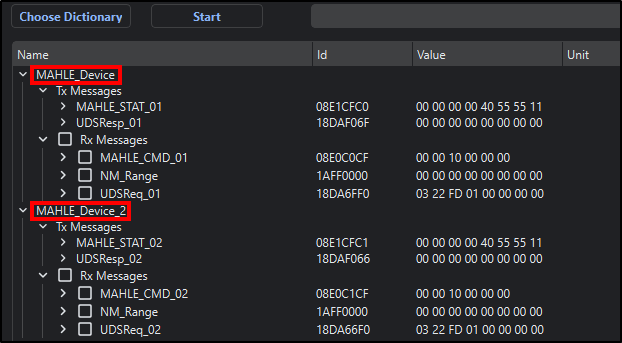 Choose Dictionary Start
Name Id Value Unit
MAHLE_Device
Tx Messages
MAHLE_STAT_01 08E1CFC0 00 00 00 00 40 55 55 11
UDSResp_01 18DAF06F 00 00 00 00 00 00 00 00
Rx Messages
MAHLE_CMD_01 08E0C0CF 00 00 10 00 00 00
NM_Range 1AFF0000 00 00 00 00 00 00 00 00
UDSReq_01 18DA6FF0 03 22 FD 01 00 00 00 00
MAHLE_Device_2
Tx Messages
MAHLE_STAT_02 08E1CFC1 00 00 00 00 40 55 55 11
UDSResp_02 18DAF066 00 00 00 00 00 00 00 00
Rx Messages
MAHLE_CMD_02 08E0C1CF 00 00 10 00 00 00
NM_Range 1AFF0000 00 00 00 00 00 00 00 00
UDSReq_02 18DA66F0 03 22 FD 01 00 00 00 00